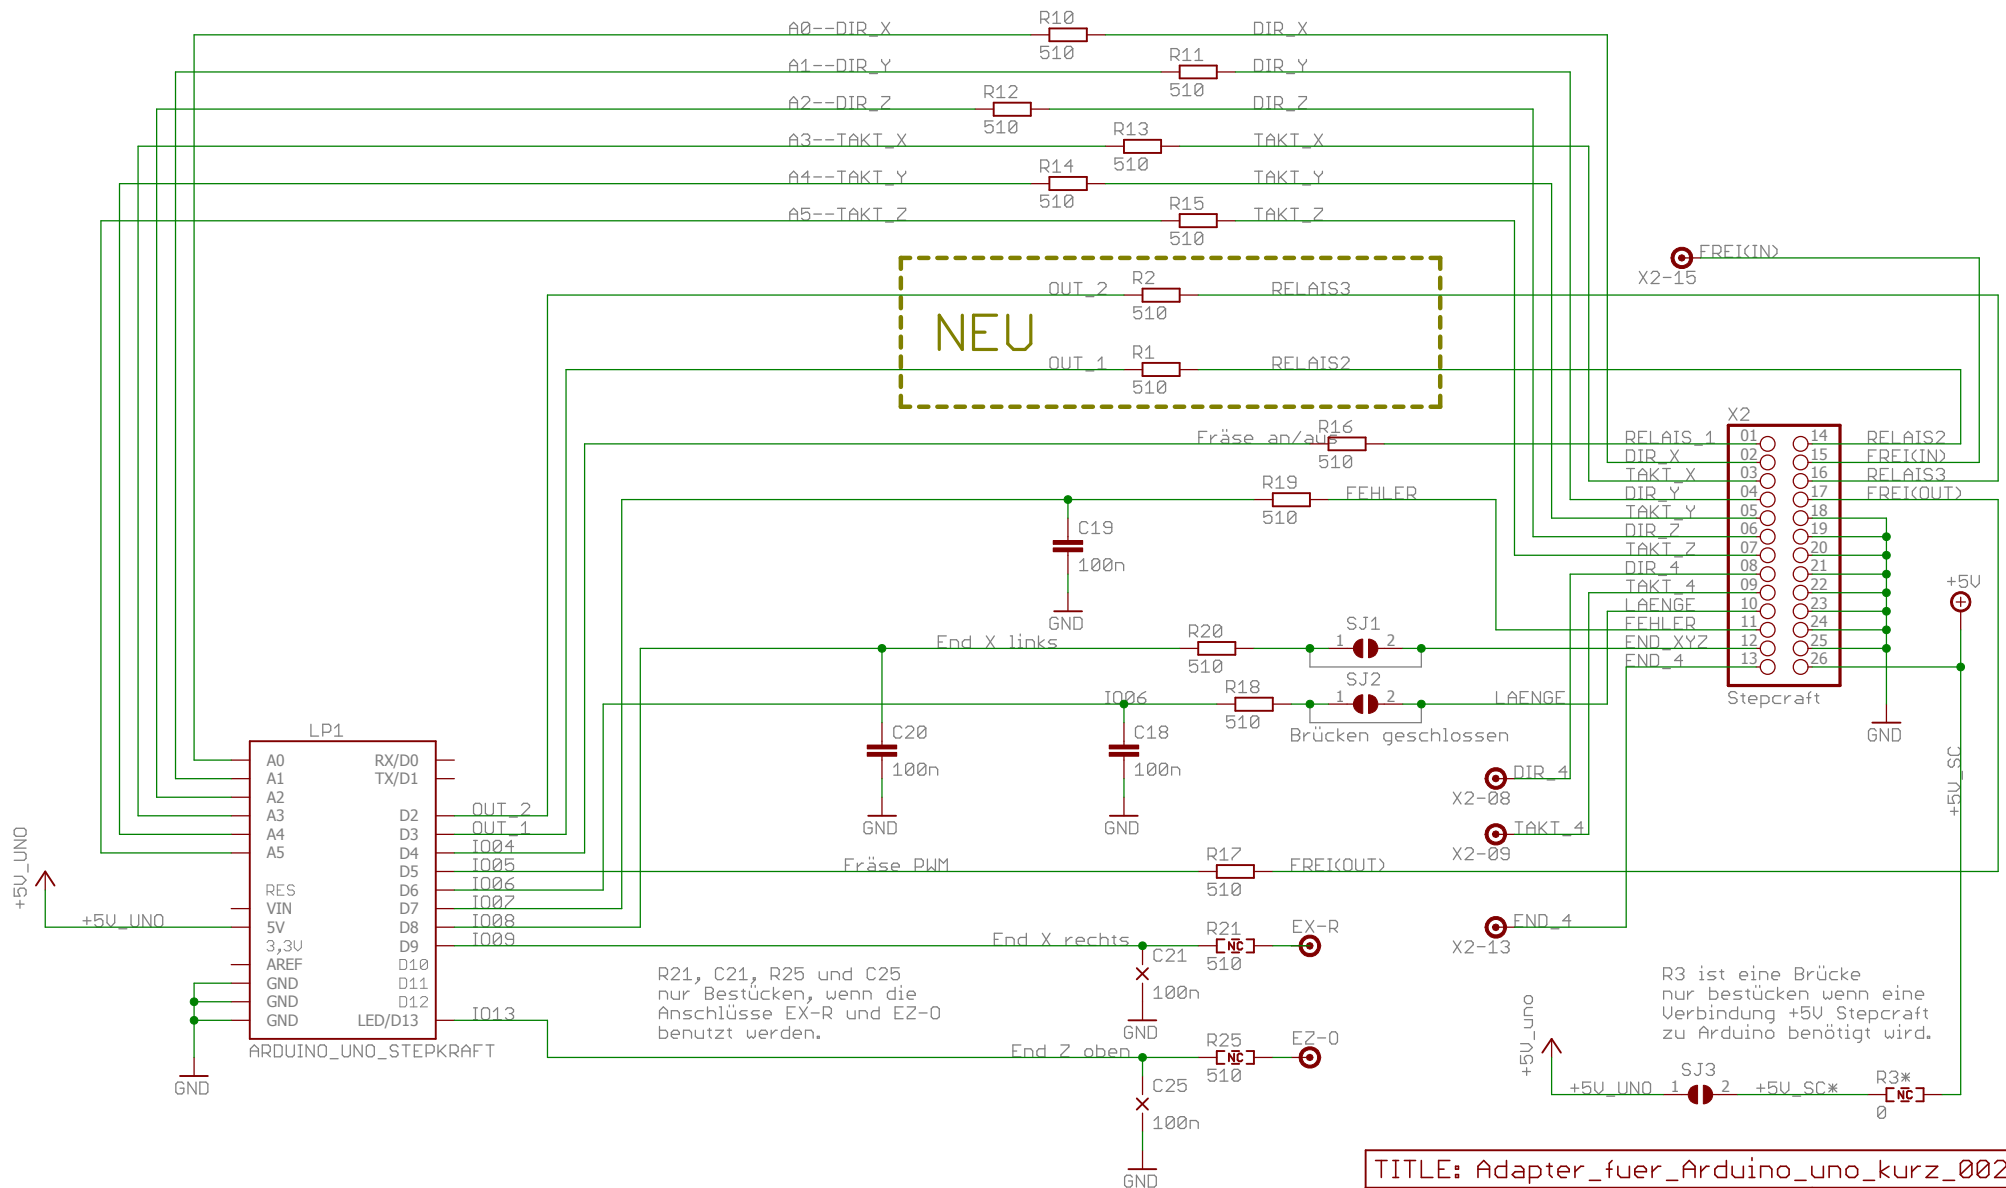 A0--DIR_X
R10
510
DIR_X
A1--DIR_Y
R11
510
DIR_Y
A2--DIR_Z
R12
510
DIR_Z
A3--TAKT_X
R13
510
TAKT_X
A4--TAKT_Y
R14
510
TAKT_Y
A5--TAKT_Z
R15
510
TAKT_Z
FREI(IN)
X2-15
NEU
OUT_2
R2
510
RELAIS3
OUT_1
R1
510
RELAIS2
Fräse an/aus
R16
510
R19
510
FEHLER
C19
100n
GND
End X links
R20
510
SJ1
1
2
IO06
R18
510
SJ2
1
2
LAENGE
Brücken geschlossen
C20
100n
GND
C18
100n
GND
X2
RELAIS_1
DIR_X
TAKT_X
DIR_Y
TAKT_Y
DIR_Z
TAKT_Z
DIR_4
TAKT_4
LAENGE
FEHLER
END_XYZ
END_4
01
02
03
04
05
06
07
08
09
10
11
12
13
14
15
16
17
18
19
20
21
22
23
24
25
26
RELAIS2
FREI(IN)
RELAIS3
FREI(OUT)
Stepcraft
GND
+5V
+5V_SC
DIR_4
X2-08
TAKT_4
X2-09
END_4
X2-13
LP1
A0
A1
A2
A3
A4
A5
RES
VIN
5V
3,3V
AREF
GND
GND
GND
RX/D0
TX/D1
D2
D3
D4
D5
D6
D7
D8
D9
D10
D11
D12
LED/D13
ARDUINO_UNO_STEPKRAFT
+5V_UNO
+5V_UNO
GND
OUT_2
OUT_1
IO04
IO05
IO06
IO07
IO08
IO09
IO13
Fräse PWM
R17
510
FREI(OUT)
End X rechts
R21
NC
510
EX-R
C21
100n
GND
R21, C21, R25 und C25
nur Bestücken, wenn die
Anschlüsse EX-R und EZ-O
benutzt werden.
End Z oben
R25
NC
510
EZ-O
C25
100n
GND
R3 ist eine Brücke
nur bestücken wenn eine
Verbindung +5V Stepcraft
zu Arduino benötigt wird.
+5V_uno
+5V_UNO
SJ3
1
2
+5V_SC*
R3*
NC
0
TITLE: Adapter_fuer_Arduino_uno_kurz_002